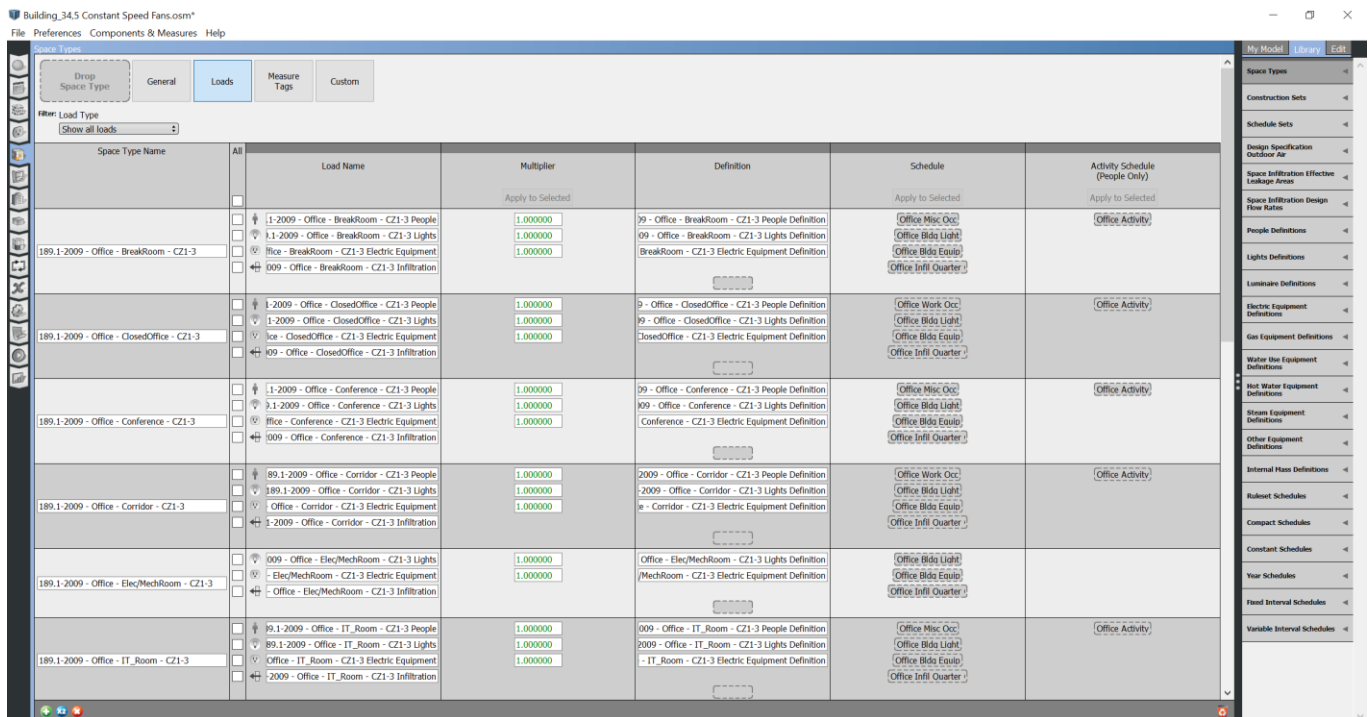 Building_34,5 Constant Speed Fans.osm*
File Preferences Components & Measures Help
Space Types
My Model Library Edit
Drop
Space Type
General
Loads
Measure
Tags
Custom
Filter: Load Type
Show all loads
Space Type Name
All
Load Name
Multiplier
Definition
Schedule
Activity Schedule
(People Only)
Apply to Selected
Apply to Selected
Apply to Selected
189.1-2009 - Office - BreakRoom - CZ1-3
.1-2009 - Office - BreakRoom - CZ1-3 People 1.000000 09 - Office - BreakRoom - CZ1-3 People Definition Office Misc Occ Office Activity
.1-2009 - Office - BreakRoom - CZ1-3 Lights 1.000000 09 - Office - BreakRoom - CZ1-3 Lights Definition Office Bldg Light
ffice - BreakRoom - CZ1-3 Electric Equipment 1.000000 BreakRoom - CZ1-3 Electric Equipment Definition Office Bldg Equip
009 - Office - BreakRoom - CZ1-3 Infiltration Office Infil Quarter
189.1-2009 - Office - ClosedOffice - CZ1-3
1-2009 - Office - ClosedOffice - CZ1-3 People 1.000000 9 - Office - ClosedOffice - CZ1-3 People Definition Office Work Occ Office Activity
1-2009 - Office - ClosedOffice - CZ1-3 Lights 1.000000 9 - Office - ClosedOffice - CZ1-3 Lights Definition Office Bldg Light
ice - ClosedOffice - CZ1-3 Electric Equipment 1.000000 ClosedOffice - CZ1-3 Electric Equipment Definition Office Bldg Equip
09 - Office - ClosedOffice - CZ1-3 Infiltration Office Infil Quarter
189.1-2009 - Office - Conference - CZ1-3
.1-2009 - Office - Conference - CZ1-3 People 1.000000 09 - Office - Conference - CZ1-3 People Definition Office Misc Occ Office Activity
9.1-2009 - Office - Conference - CZ1-3 Lights 1.000000 009 - Office - Conference - CZ1-3 Lights Definition Office Bldg Light
ffice - Conference - CZ1-3 Electric Equipment 1.000000 Conference - CZ1-3 Electric Equipment Definition Office Bldg Equip
009 - Office - Conference - CZ1-3 Infiltration Office Infil Quarter
189.1-2009 - Office - Corridor - CZ1-3
89.1-2009 - Office - Corridor - CZ1-3 People 1.000000 2009 - Office - Corridor - CZ1-3 People Definition Office Work Occ Office Activity
189.1-2009 - Office - Corridor - CZ1-3 Lights 1.000000 -2009 - Office - Corridor - CZ1-3 Lights Definition Office Bldg Light
Office - Corridor - CZ1-3 Electric Equipment 1.000000 e - Corridor - CZ1-3 Electric Equipment Definition Office Bldg Equip
1-2009 - Office - Corridor - CZ1-3 Infiltration Office Infil Quarter
189.1-2009 - Office - Elec/MechRoom - CZ1-3
009 - Office - Elec/MechRoom - CZ1-3 Lights 1.000000 Office - Elec/MechRoom - CZ1-3 Lights Definition Office Bldg Light
- Elec/MechRoom - CZ1-3 Electric Equipment 1.000000 /MechRoom - CZ1-3 Electric Equipment Definition Office Bldg Equip
- Office - Elec/MechRoom - CZ1-3 Infiltration Office Infil Quarter
189.1-2009 - Office - IT_Room - CZ1-3
39.1-2009 - Office - IT_Room - CZ1-3 People 1.000000 009 - Office - IT_Room - CZ1-3 People Definition Office Misc Occ Office Activity
89.1-2009 - Office - IT_Room - CZ1-3 Lights 1.000000 2009 - Office - IT_Room - CZ1-3 Lights Definition Office Bldg Light
Office - IT_Room - CZ1-3 Electric Equipment 1.000000 - IT_Room - CZ1-3 Electric Equipment Definition Office Bldg Equip
-2009 - Office - IT_Room - CZ1-3 Infiltration Office Infil Quarter
Space Types
Construction Sets
Schedule Sets
Design Specification
Outdoor Air
Space Infiltration Effective
Leakage Areas
Space Infiltration Design
Flow Rates
People Definitions
Lights Definitions
Luminaire Definitions
Electric Equipment
Definitions
Gas Equipment Definitions
Water Use Equipment
Definitions
Hot Water Equipment
Definitions
Steam Equipment
Definitions
Other Equipment
Definitions
Internal Mass Definitions
Ruleset Schedules
Compact Schedules
Constant Schedules
Year Schedules
Fixed Interval Schedules
Variable Interval Schedules